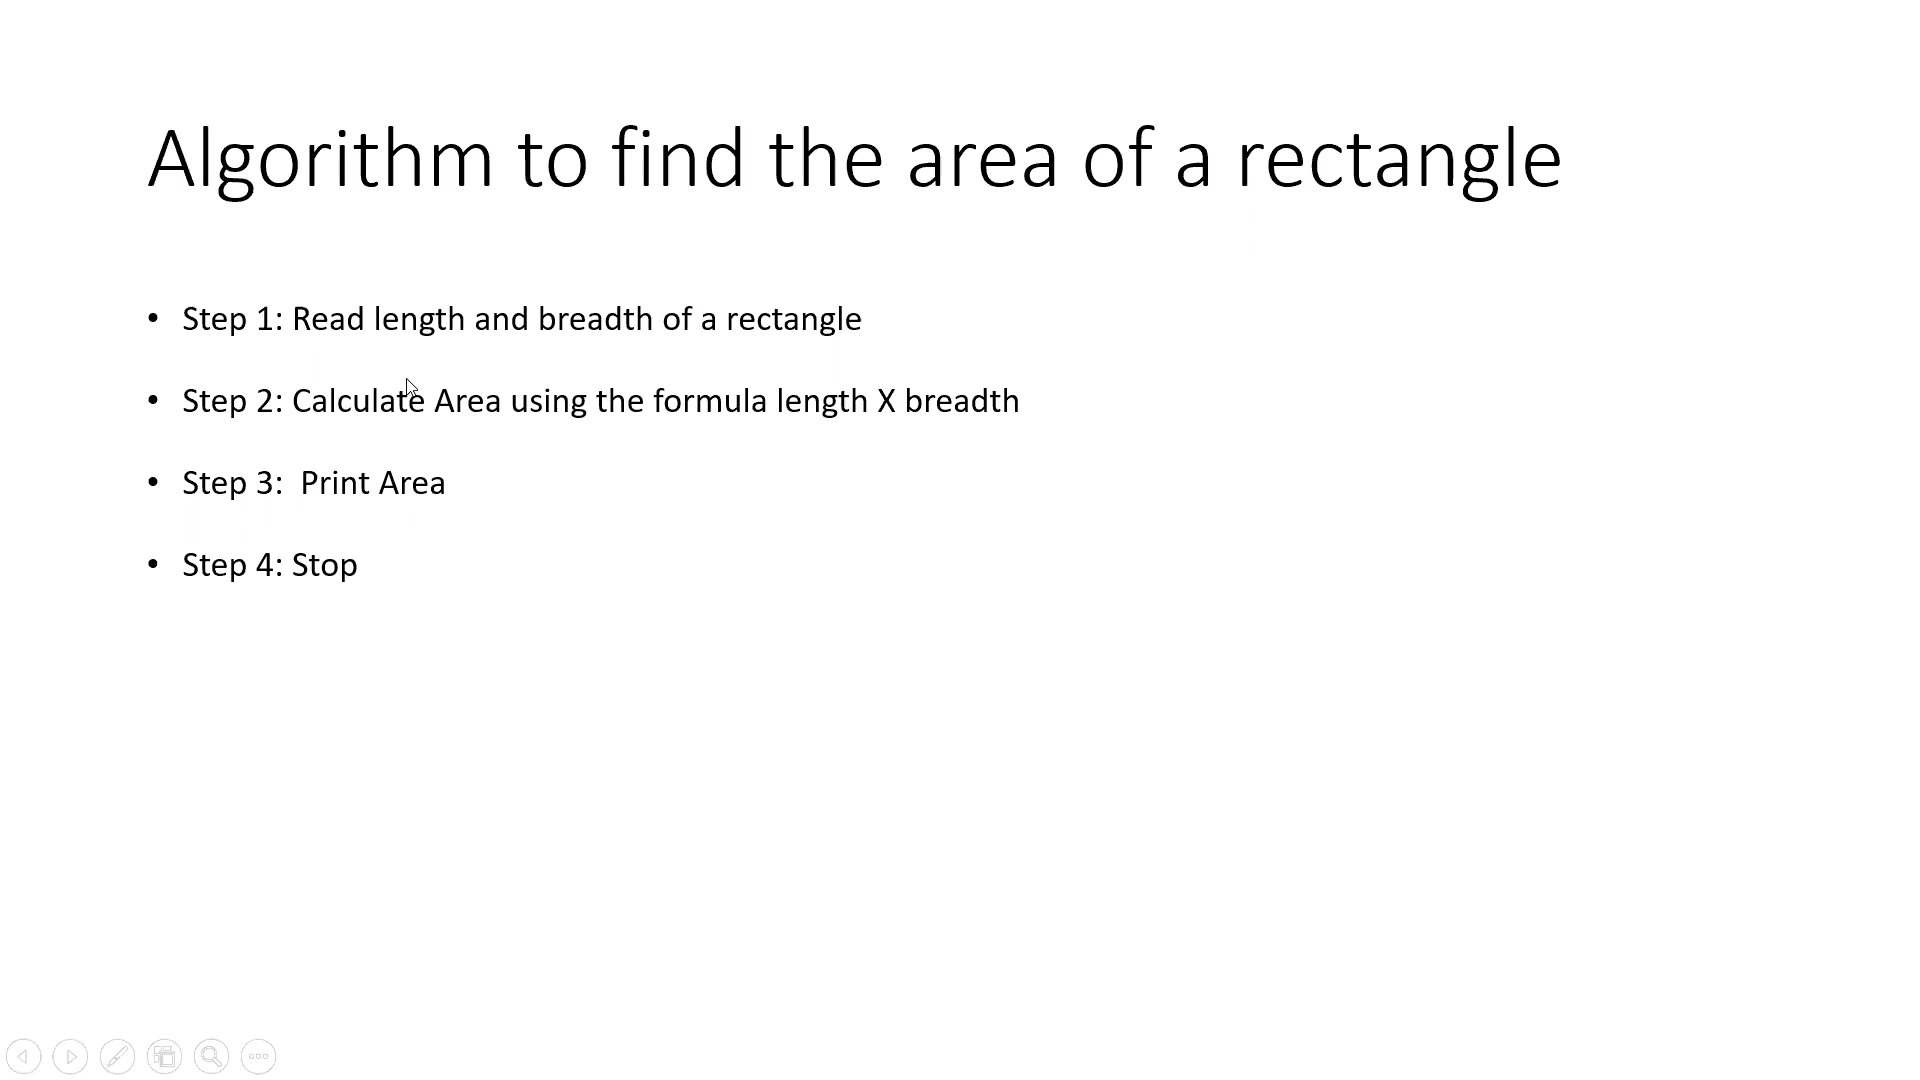 Algorithm to find the area of a rectangle
• Step 1: Read length and breadth of a rectangle
• Step 2: Calculate Area using the formula length X breadth
• Step 3:  Print Area
• Step 4: Stop